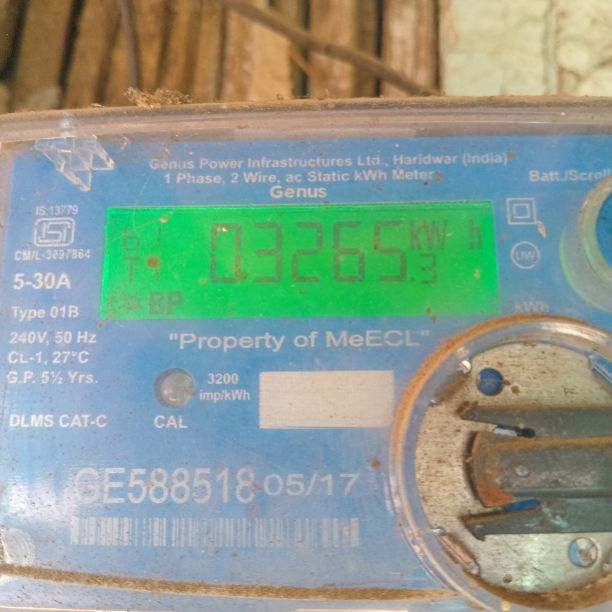 Genus Power Infrastructures Ltd., Haridwar (India)
1 Phase, 2 Wire, ac Static kWh Meter
Genus
Batt./Scroll
IS:13779
CM/L-3697864
5-30A
Type 01B
240V, 50 Hz
CL-1, 27°C
G.P. 5½ Yrs.
DLMS CAT-C
03265.3 kW h
BP
UW
kWh
"Property of MeECL"
3200
imp/kWh
CAL
GE588518 05/17